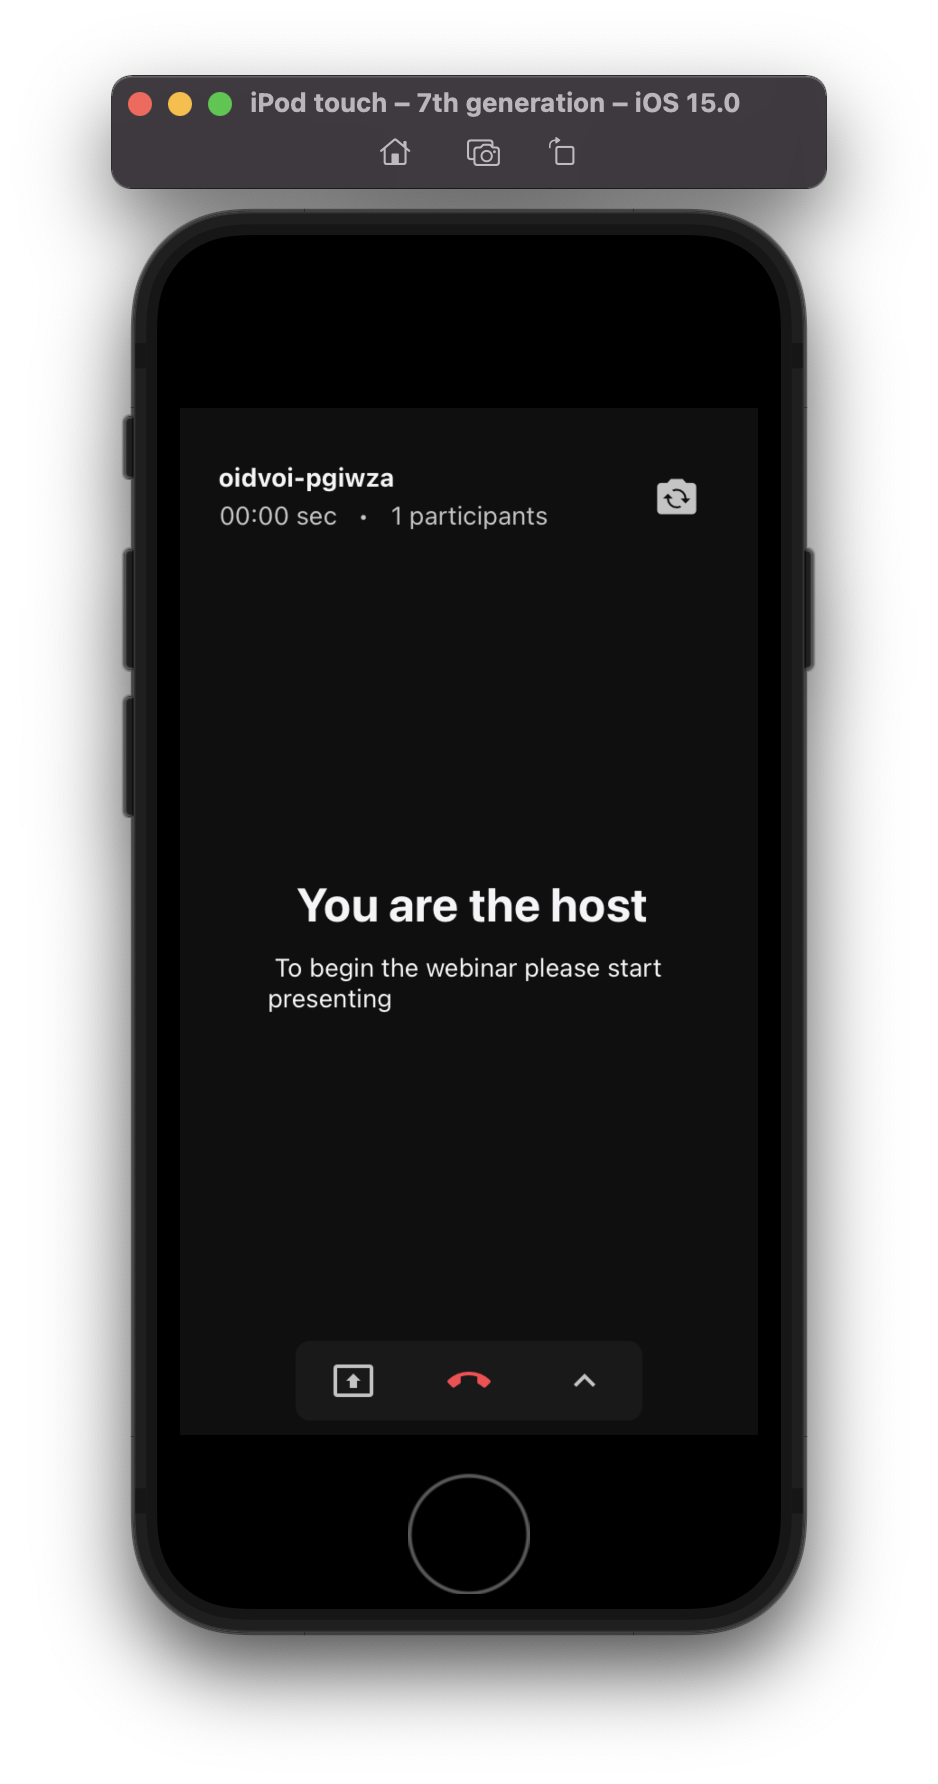 iPod touch – 7th generation – iOS 15.0
oidvoi-pgiwza
00:00 sec • 1 participants
You are the host
To begin the webinar please start
presenting